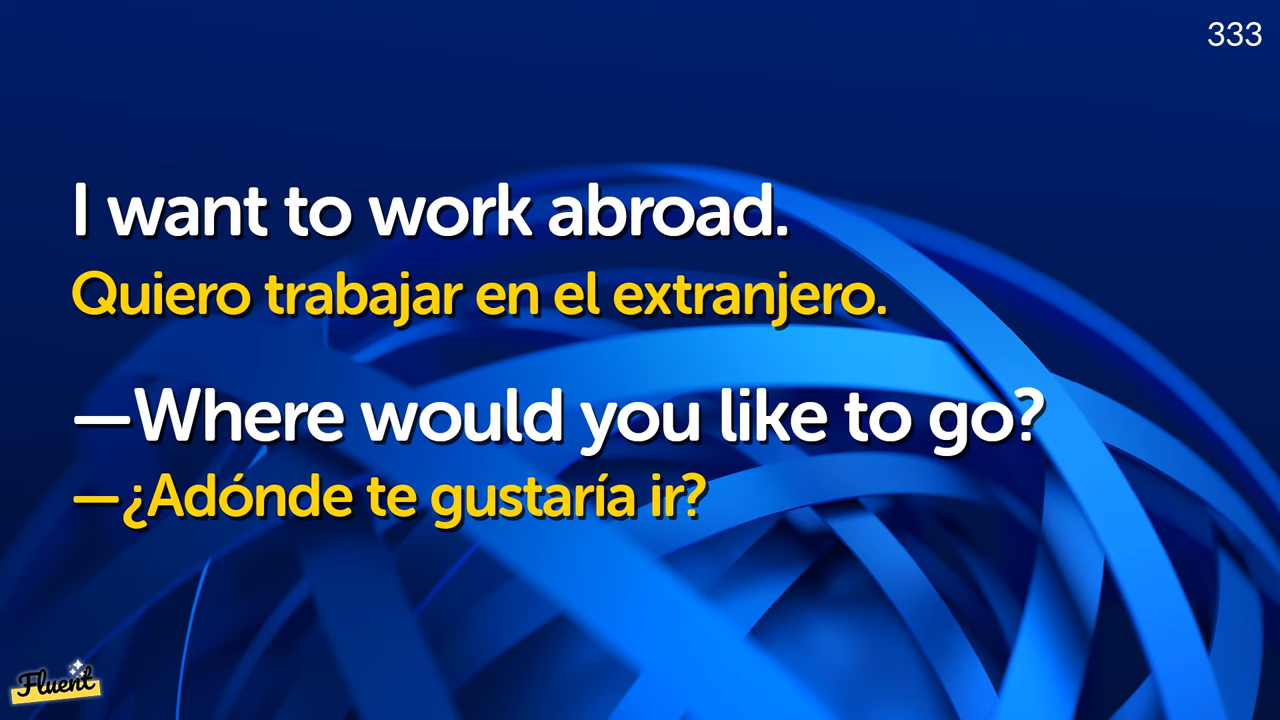 333
I want to work abroad.
Quiero trabajar en el extranjero.
—Where would you like to go?
—¿Adónde te gustaría ir?
Fluent